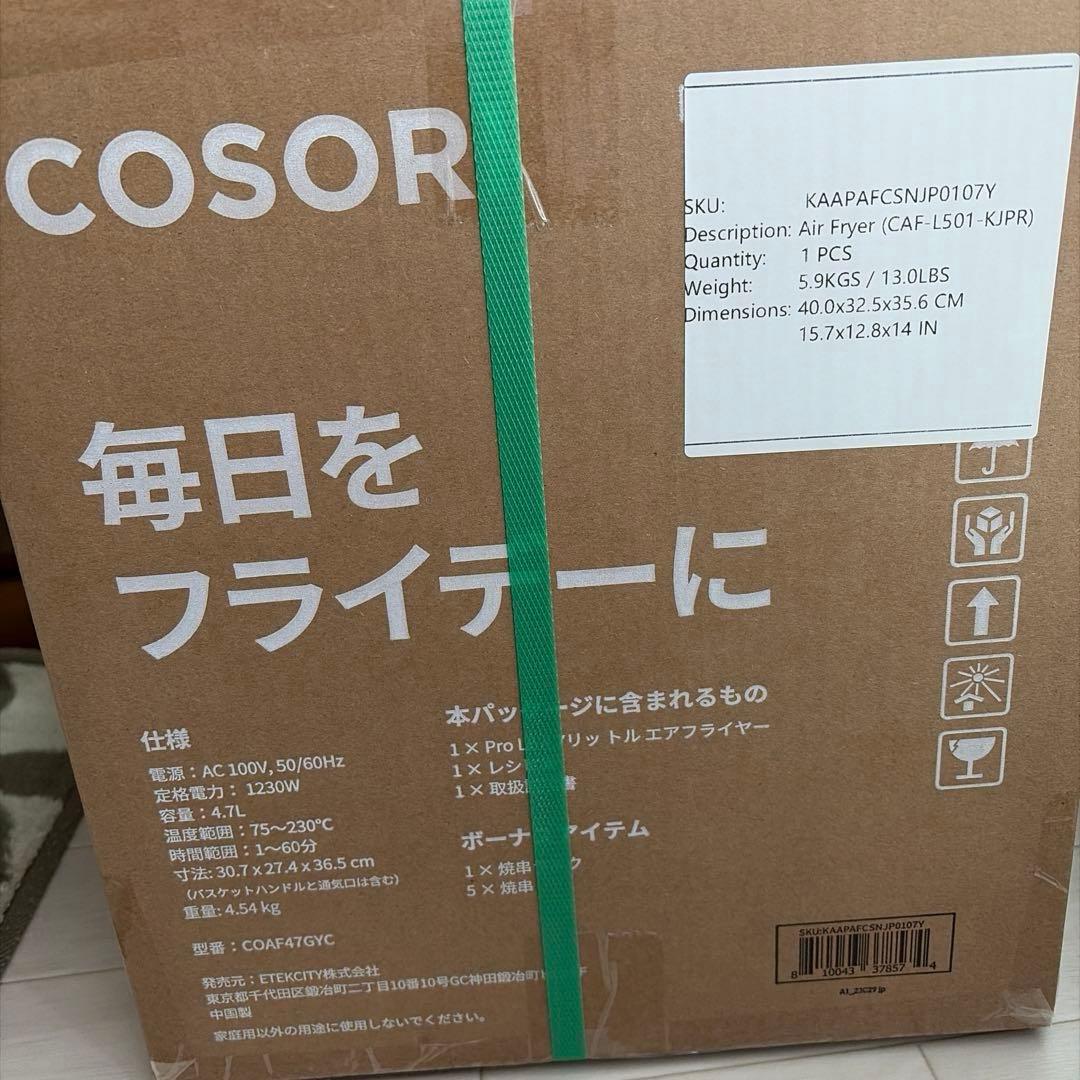 COSOR
SKU: KAAPAFCSNJP0107Y
Description: Air Fryer (CAF-L501-KJPR)
Quantity: 1 PCS
Weight: 5.9KGS / 13.0LBS
Dimensions: 40.0x32.5x35.6 CM
15.7x12.8x14 IN
毎日を
フライデーに
仕様
電源：AC 100V, 50/60Hz
定格電力： 1230W
容量：4.7L
温度範囲：75～230℃
時間範囲：1～60分
寸法: 30.7 x 27.4 x 36.5 cm
（バスケットハンドルと通気口は含む）
重量: 4.54 kg
型番：COAF47GYC
発売元：ETEKCITY株式会社
東京都千代田区鍛冶町二丁目10番10号GC神田鍛冶町
中国製
家庭用以外の用途に使用しないでください。
本パッ ージに含まれるもの
1 × Pro L リットル エアフライヤー
1 × レシ
1 × 取扱 書
ボーナ アイテム
1 × 焼串 ク
5 × 焼串
SKU:KAAPAFCSNJP0107Y
8 10043 37857 4
A1_23C29 jp